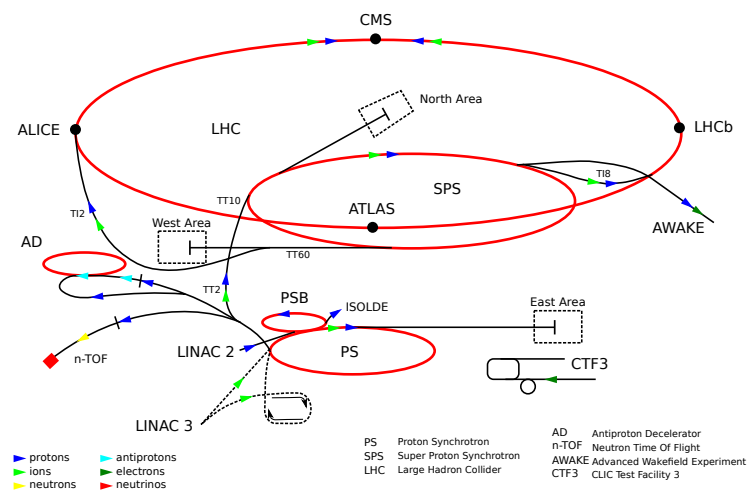 CMS
North Area
ALICE
LHC
LHCb
TI8
SPS
TT10
ATLAS
TI2
West Area
AWAKE
AD
TT60
TT2
PSB
ISOLDE
East Area
n-TOF
LINAC 2
PS
CTF3
LINAC 3
protons
ions
neutrons
antiprotons
electrons
neutrinos
PS Proton Synchrotron
SPS Super Proton Synchrotron
LHC Large Hadron Collider
AD Antiproton Decelerator
n-TOF Neutron Time Of Flight
AWAKE Advanced Wakefield Experiment
CTF3 CLIC Test Facility 3